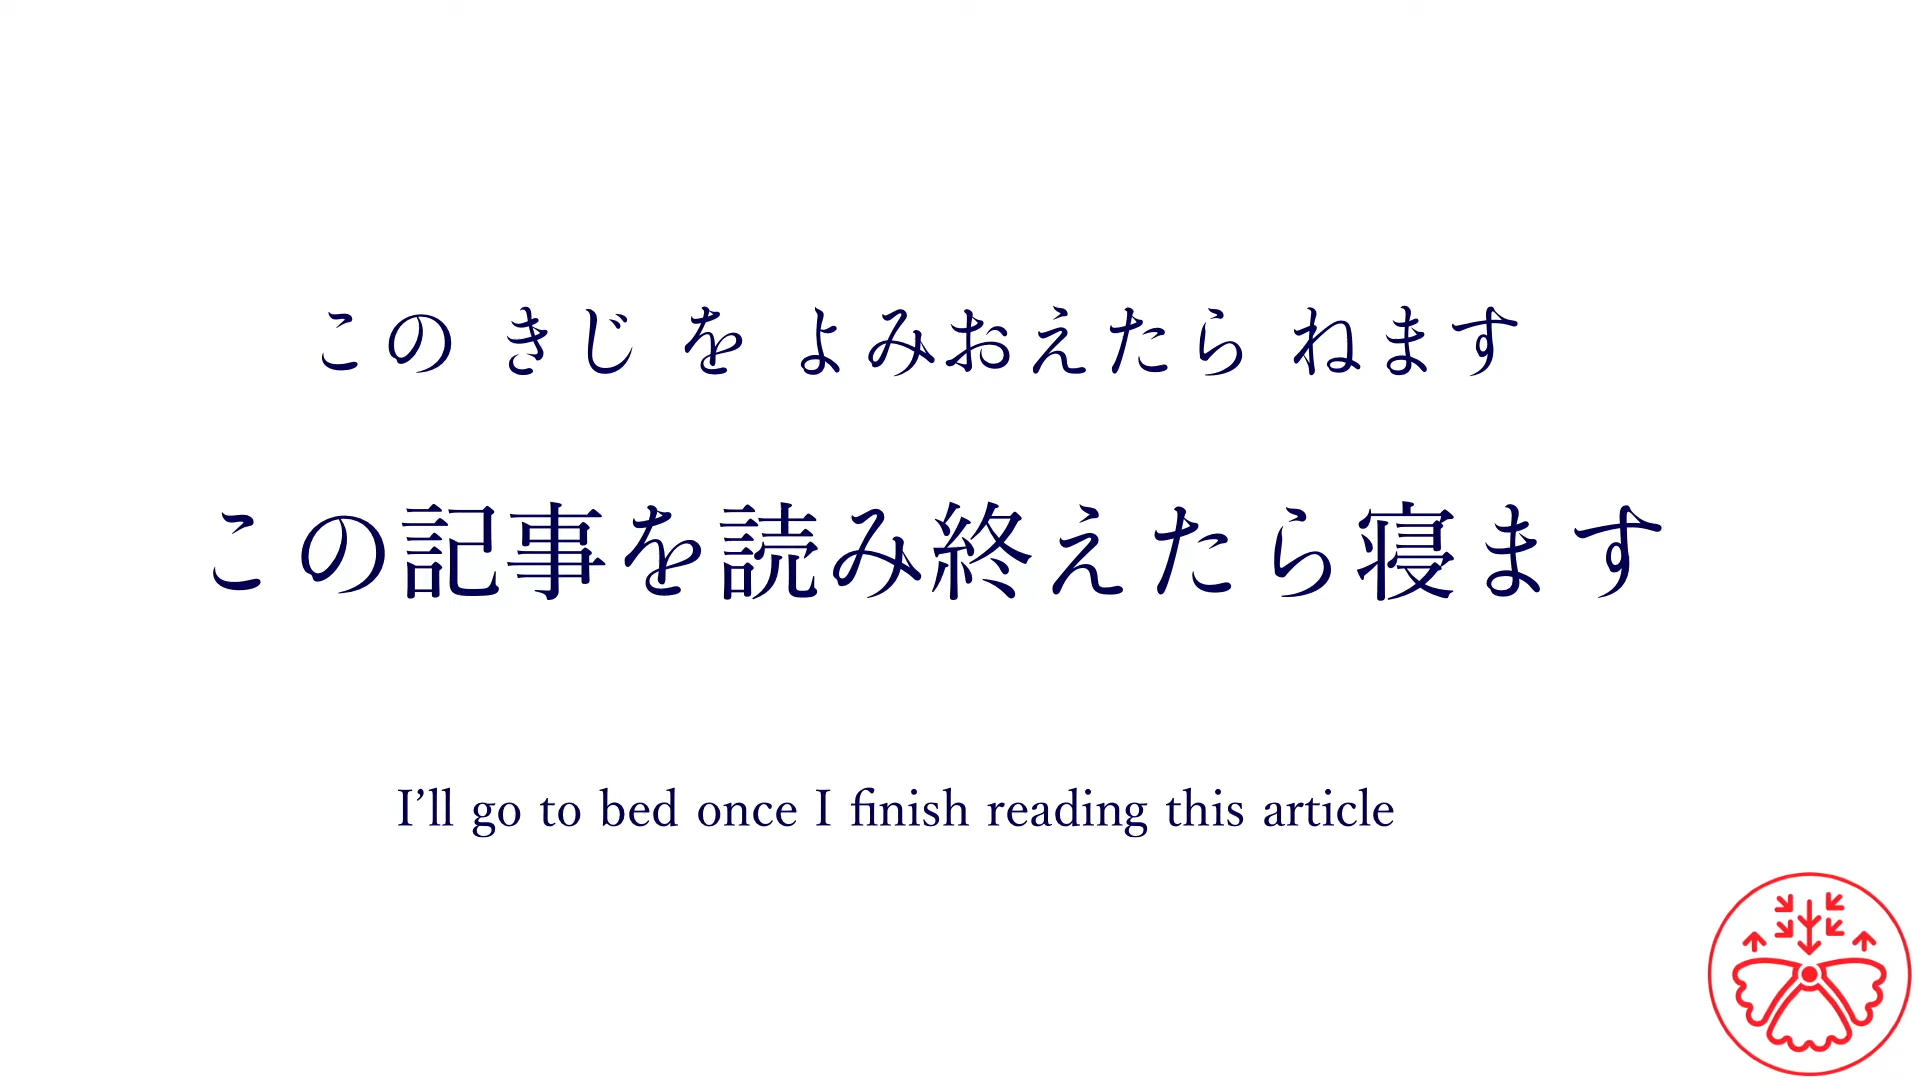 この きじ を よみおえたら ねます
この記事を読み終えたら寝ます
I’ll go to bed once I finish reading this article